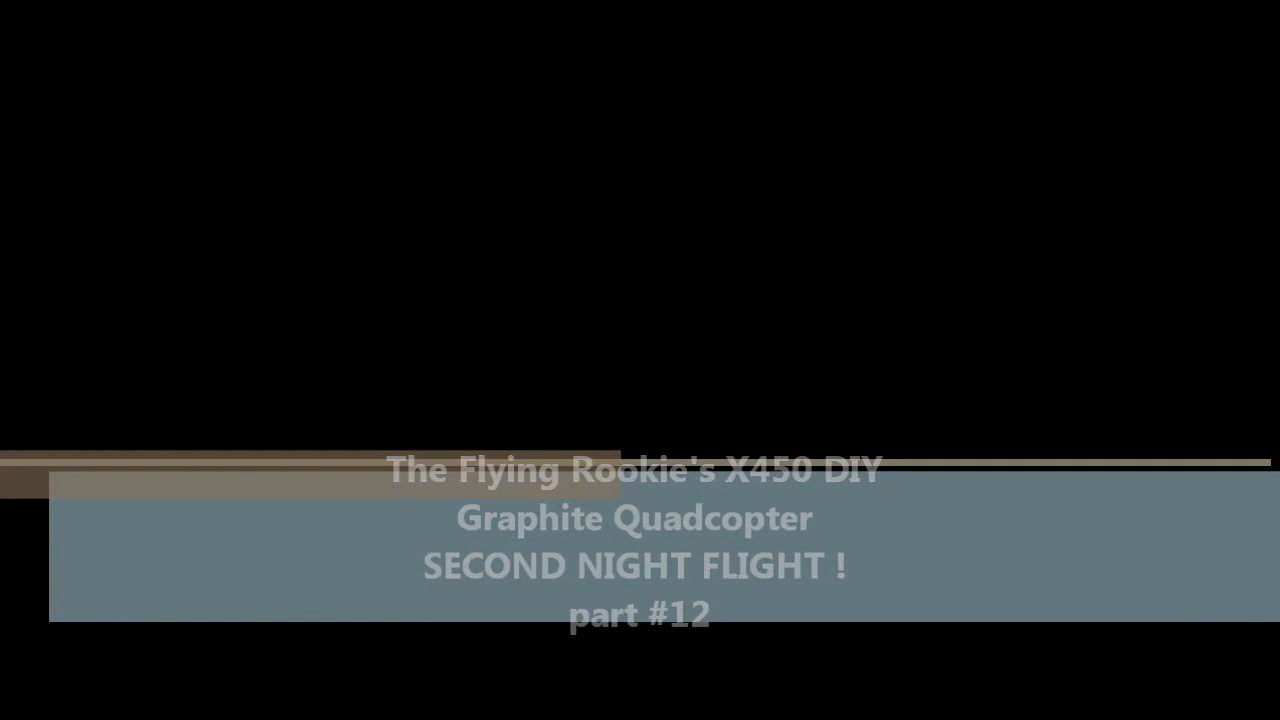 The Flying Rookie's X450 DIY
Graphite Quadcopter
SECOND NIGHT FLIGHT !
part #12